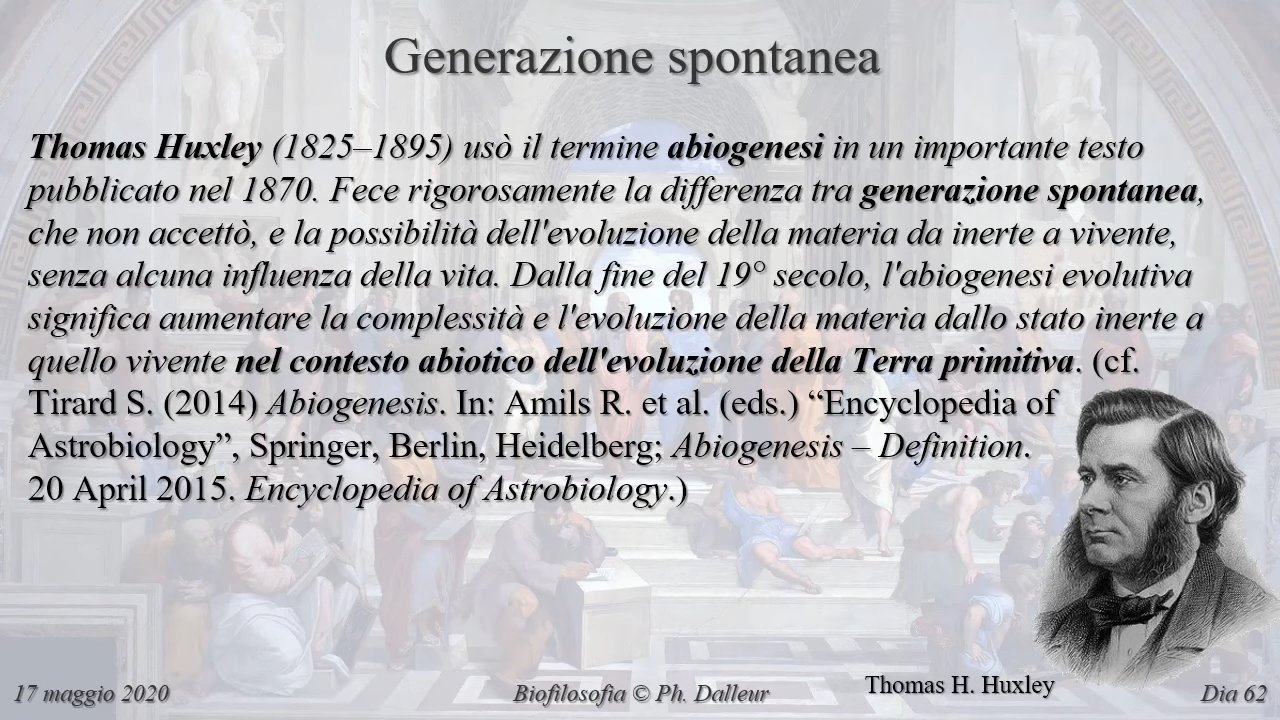 Generazione spontanea
Thomas Huxley (1825–1895) usò il termine abiogenesi in un importante testo
pubblicato nel 1870. Fece rigorosamente la differenza tra generazione spontanea,
che non accettò, e la possibilità dell'evoluzione della materia da inerte a vivente,
senza alcuna influenza della vita. Dalla fine del 19° secolo, l'abiogenesi evolutiva
significa aumentare la complessità e l'evoluzione della materia dallo stato inerte a
quello vivente nel contesto abiotico dell'evoluzione della Terra primitiva. (cf.
Tirard S. (2014) Abiogenesis. In: Amils R. et al. (eds.) “Encyclopedia of
Astrobiology”, Springer, Berlin, Heidelberg; Abiogenesis – Definition.
20 April 2015. Encyclopedia of Astrobiology.)
Thomas H. Huxley
17 maggio 2020
Biofilosofia © Ph. Dalleur
Dia 62